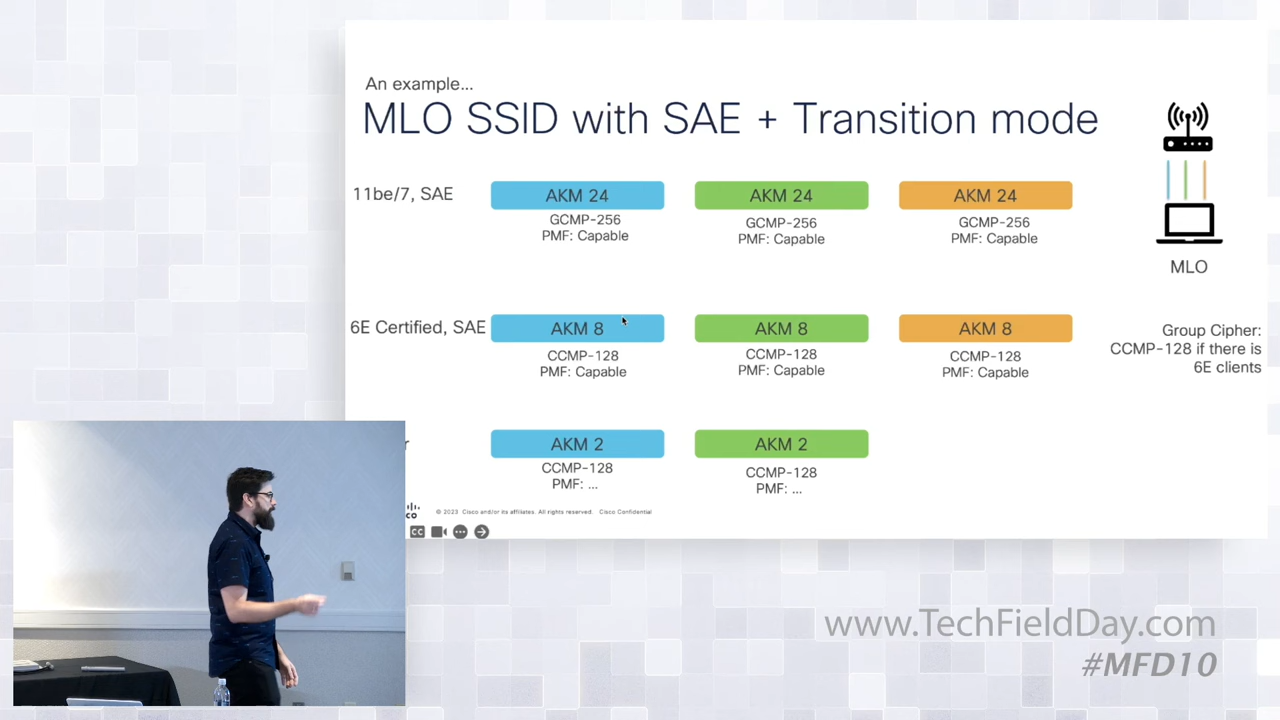 An example...
MLO SSID with SAE + Transition mode
11be/7, SAE
AKM 24
GCMP-256
PMF: Capable
AKM 24
GCMP-256
PMF: Capable
AKM 24
GCMP-256
PMF: Capable
MLO
6E Certified, SAE
AKM 8
CCMP-128
PMF: Capable
AKM 8
CCMP-128
PMF: Capable
AKM 8
CCMP-128
PMF: Capable
Group Cipher:
CCMP-128 if there is
6E clients
AKM 2
CCMP-128
PMF: ...
AKM 2
CCMP-128
PMF: ...
© 2023 Cisco and/or its affiliates. All rights reserved. Cisco Confidential
CC
www.TechFieldDay.com
#MFD10